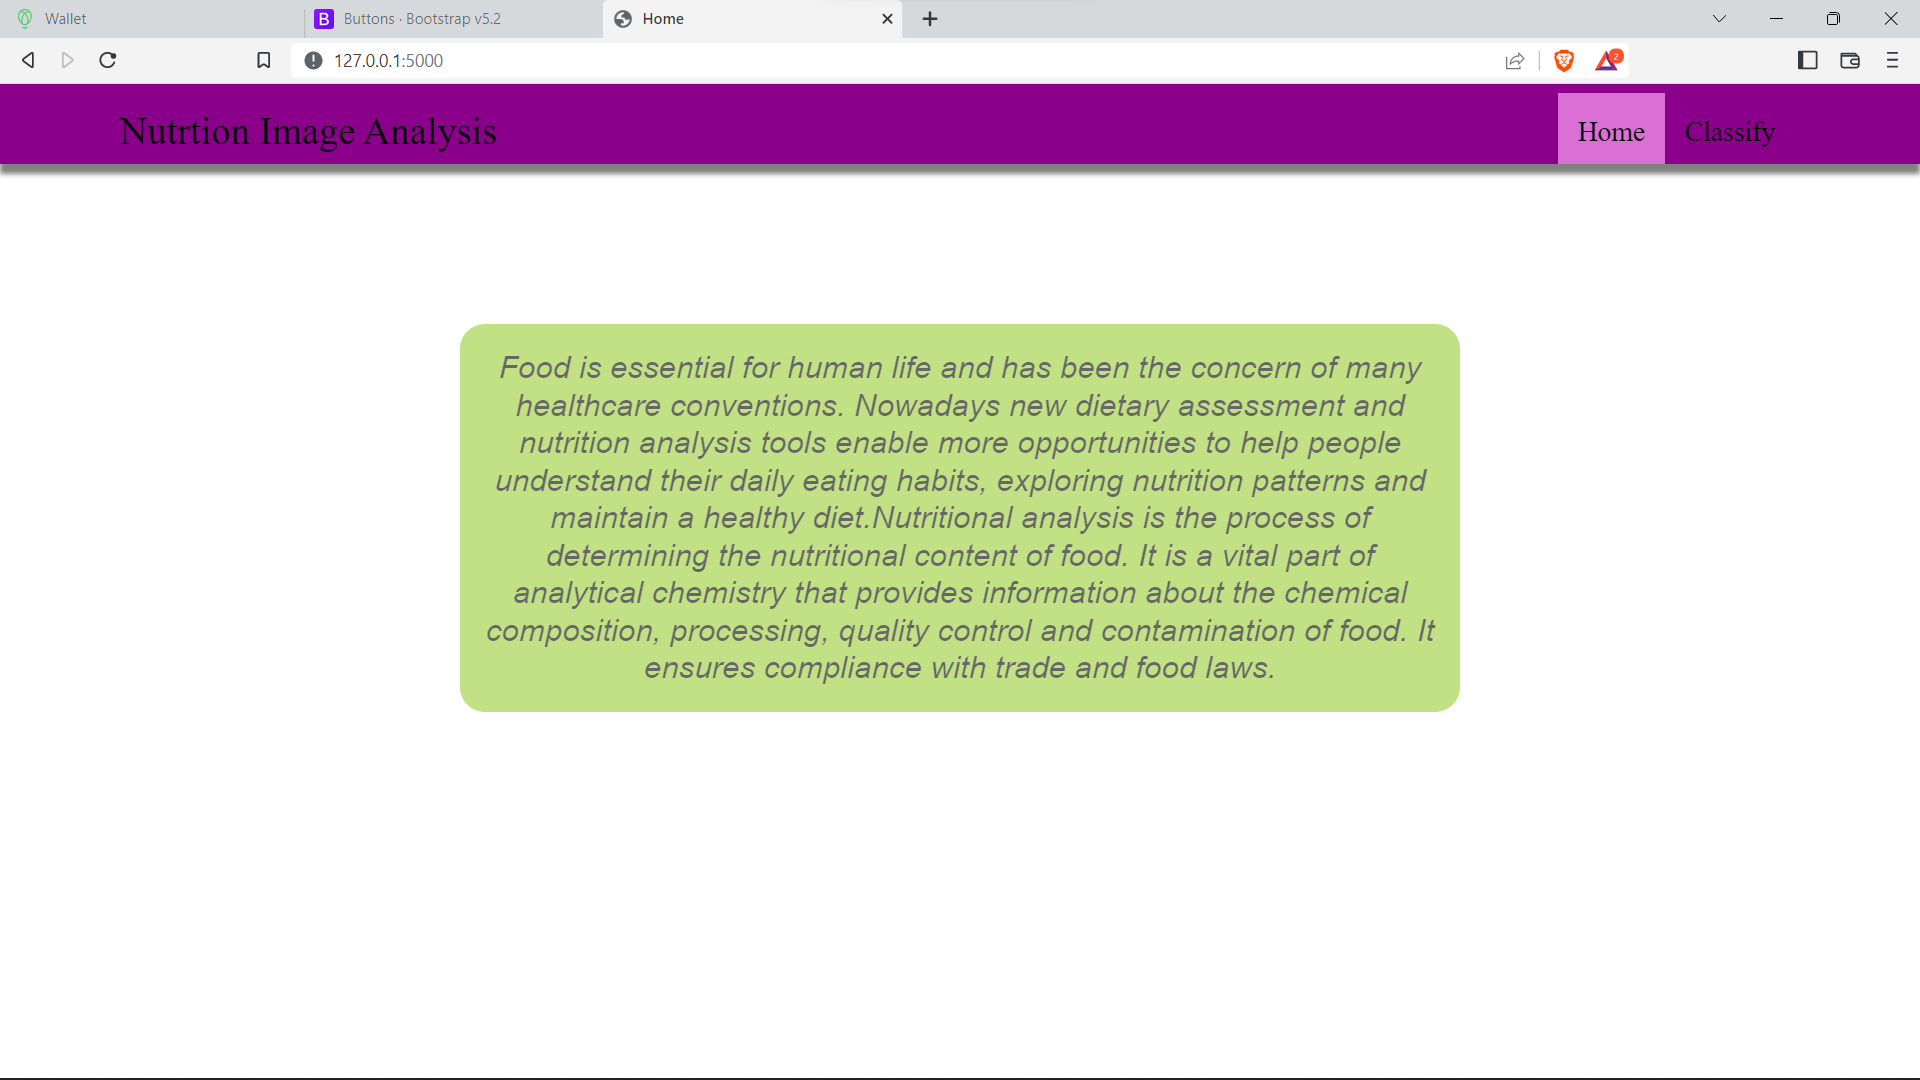 Wallet
B Buttons · Bootstrap v5.2
Home
127.0.0.1:5000
2
Nutrtion Image Analysis
Home
Classify
Food is essential for human life and has been the concern of many
healthcare conventions. Nowadays new dietary assessment and
nutrition analysis tools enable more opportunities to help people
understand their daily eating habits, exploring nutrition patterns and
maintain a healthy diet.Nutritional analysis is the process of
determining the nutritional content of food. It is a vital part of
analytical chemistry that provides information about the chemical
composition, processing, quality control and contamination of food. It
ensures compliance with trade and food laws.